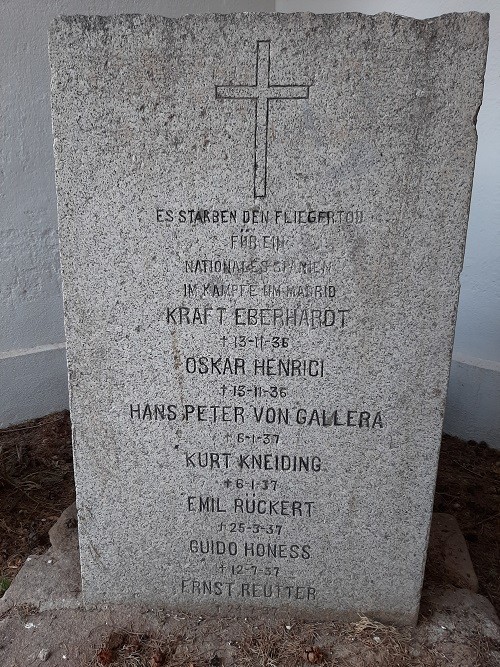 ES STARBEN DEN FLIEGERTOD
FÜR EIN
NATIONALES SPANIEN
IM KAMPFE UM MADRID
KRAFT EBERHARDT
† 13-11-36
OSKAR HENRICI
† 13-11-36
HANS PETER VON GALLERA
† 6-1-37
KURT KNEIDING
† 6-1-37
EMIL RÜCKERT
† 25-3-37
GUIDO HONESS
† 12-7-37
ERNST REUTTER